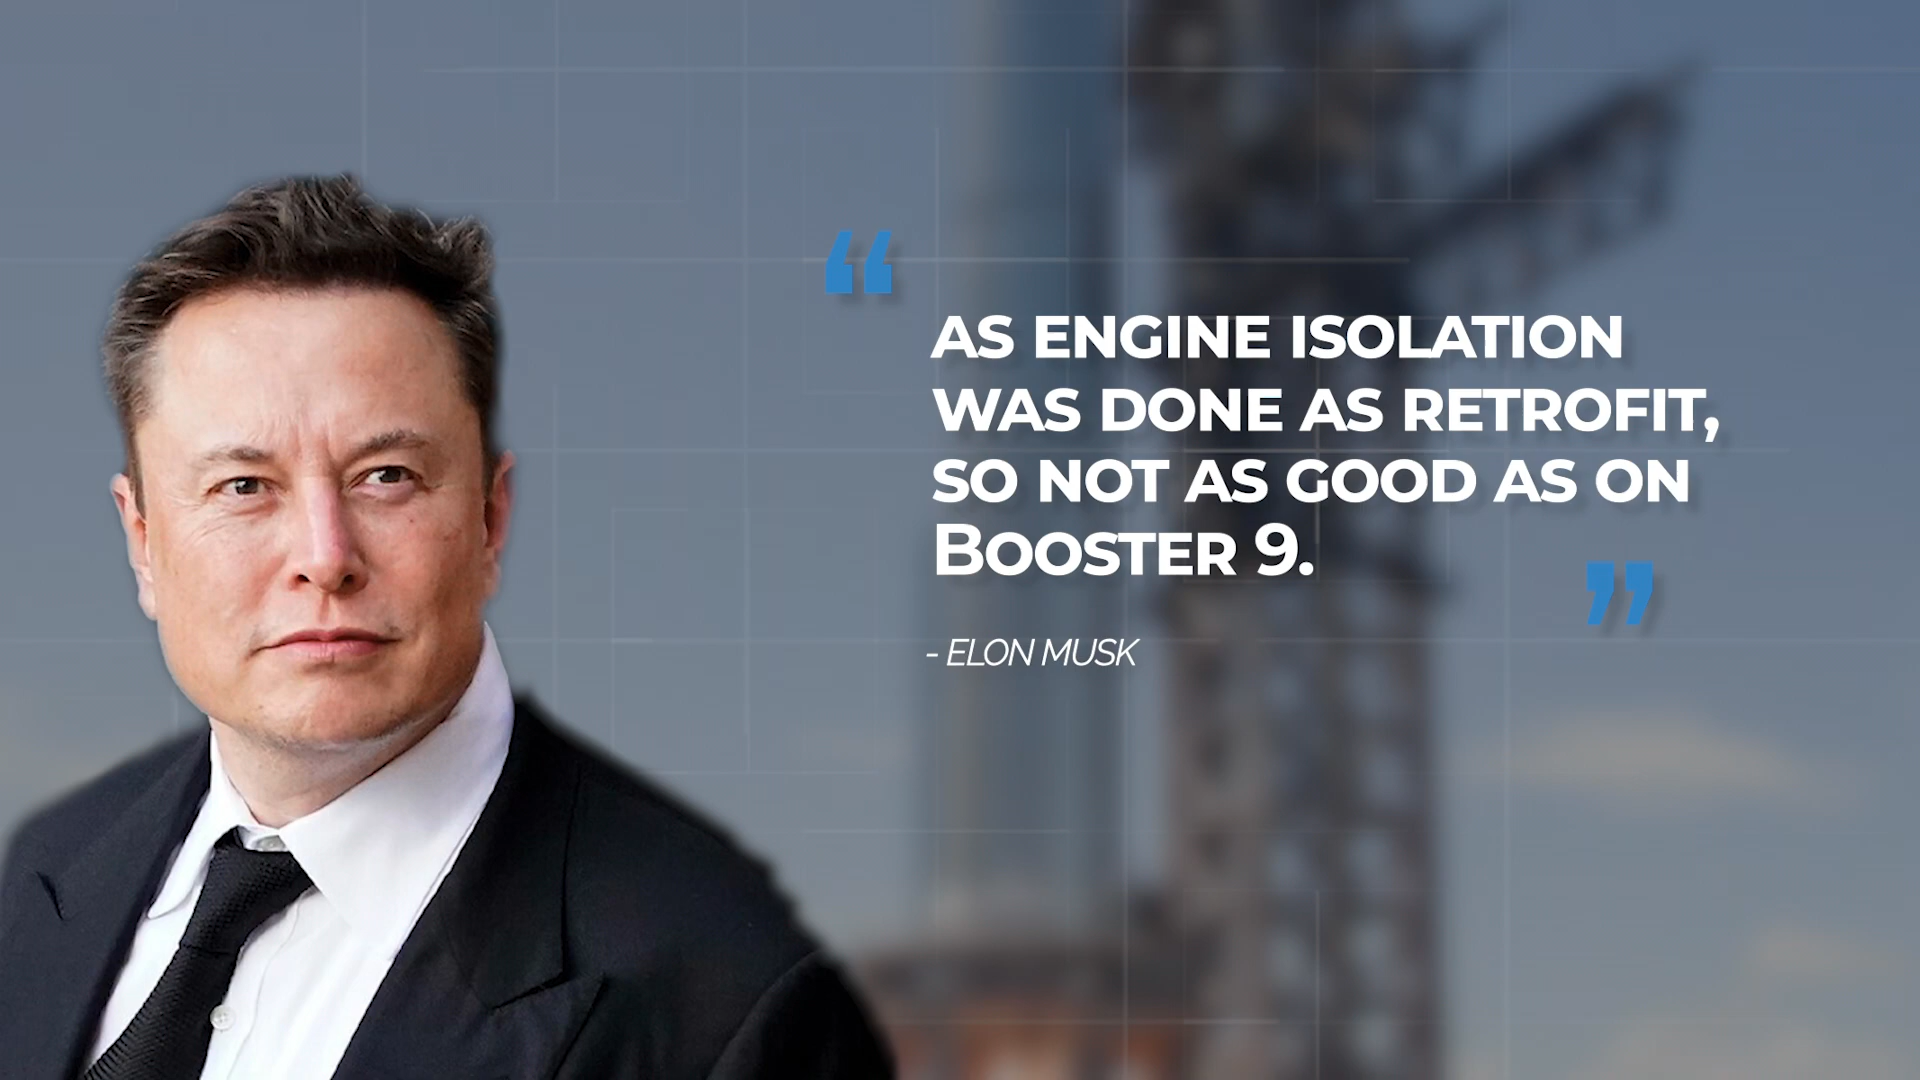 “
AS ENGINE ISOLATION
WAS DONE AS RETROFIT,
SO NOT AS GOOD AS ON
BOOSTER 9.
”
- ELON MUSK